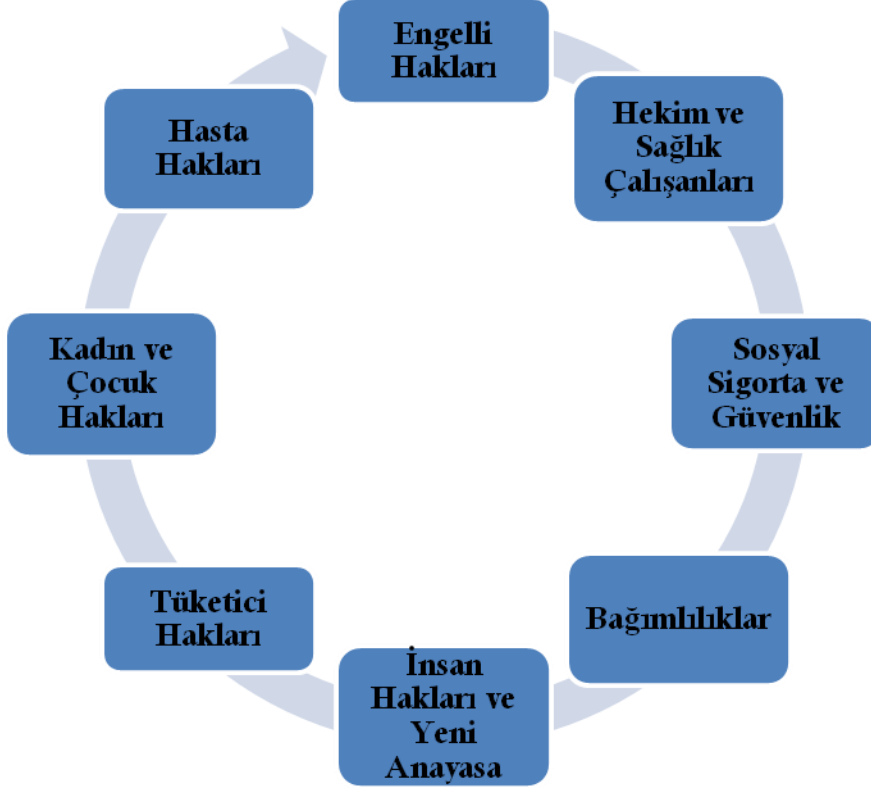 Engelli
Hakları
Hekim ve
Sağlık
Çalışanları
Sosyal
Sigorta ve
Güvenlik
Bağımlılıklar
İnsan
Hakları ve
Yeni
Anayasa
Tüketici
Hakları
Kadın ve
Çocuk
Hakları
Hasta
Hakları